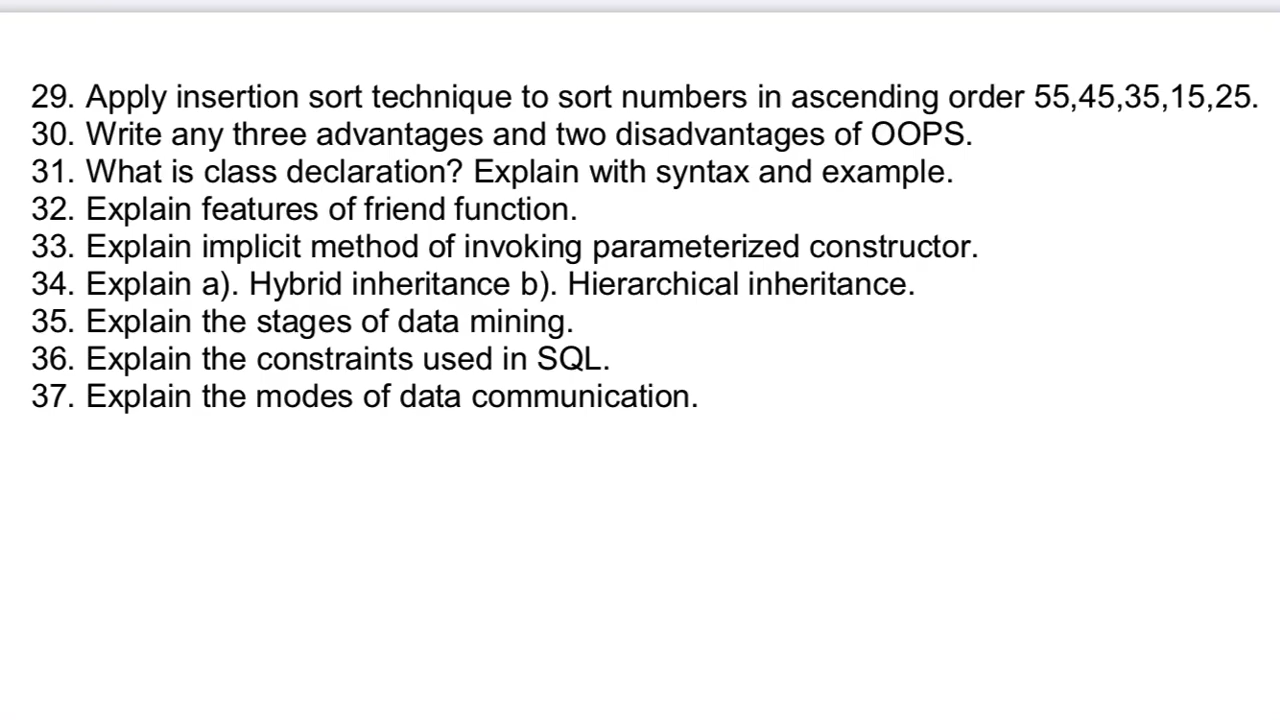 29. Apply insertion sort technique to sort numbers in ascending order 55,45,35,15,25.
30. Write any three advantages and two disadvantages of OOPS.
31. What is class declaration? Explain with syntax and example.
32. Explain features of friend function.
33. Explain implicit method of invoking parameterized constructor.
34. Explain a). Hybrid inheritance b). Hierarchical inheritance.
35. Explain the stages of data mining.
36. Explain the constraints used in SQL.
37. Explain the modes of data communication.